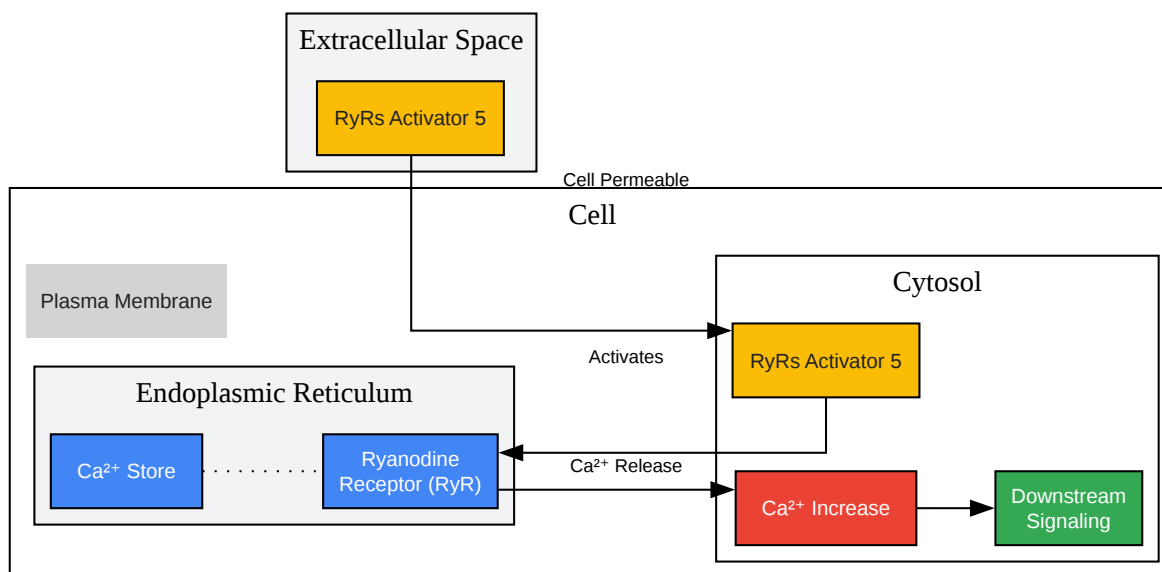 Extracellular Space
RyRs Activator 5
Cell Permeable
Cell
Plasma Membrane
Cytosol
Activates
RyRs Activator 5
Endoplasmic Reticulum
Ca²⁺ Store
Ryanodine
Receptor (RyR)
Ca²⁺ Release
Ca²⁺ Increase
Downstream
Signaling